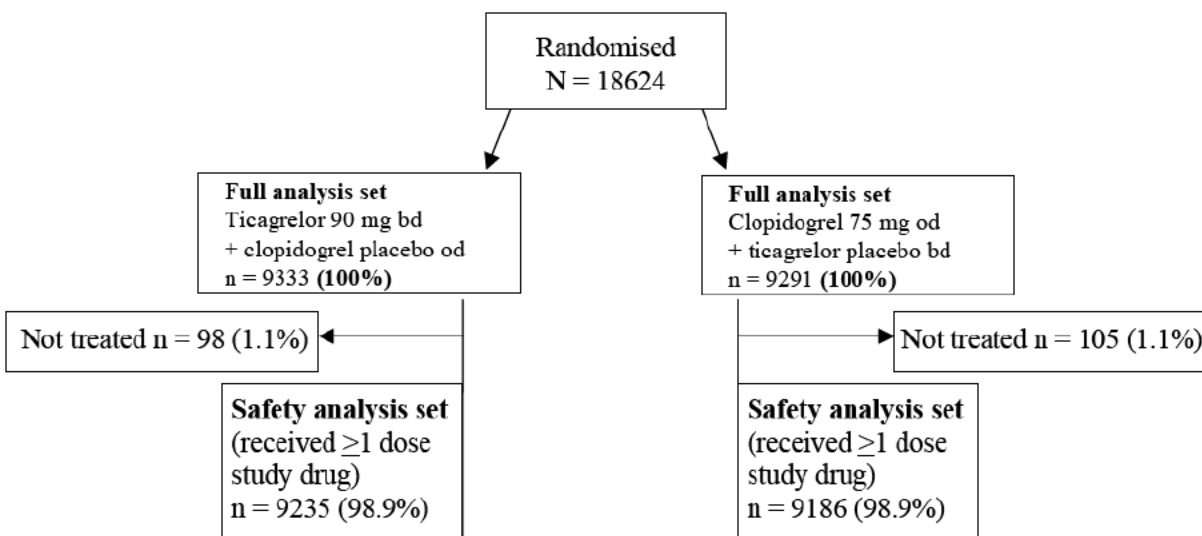 Randomised
N = 18624
Full analysis set
Ticagrelor 90 mg bd
+ clopidogrel placebo od
n = 9333 (100%)
Full analysis set
Clopidogrel 75 mg od
+ ticagrelor placebo bd
n = 9291 (100%)
Not treated n = 98 (1.1%)
Not treated n = 105 (1.1%)
Safety analysis set
(received ≥1 dose
study drug)
n = 9235 (98.9%)
Safety analysis set
(received ≥1 dose
study drug)
n = 9186 (98.9%)